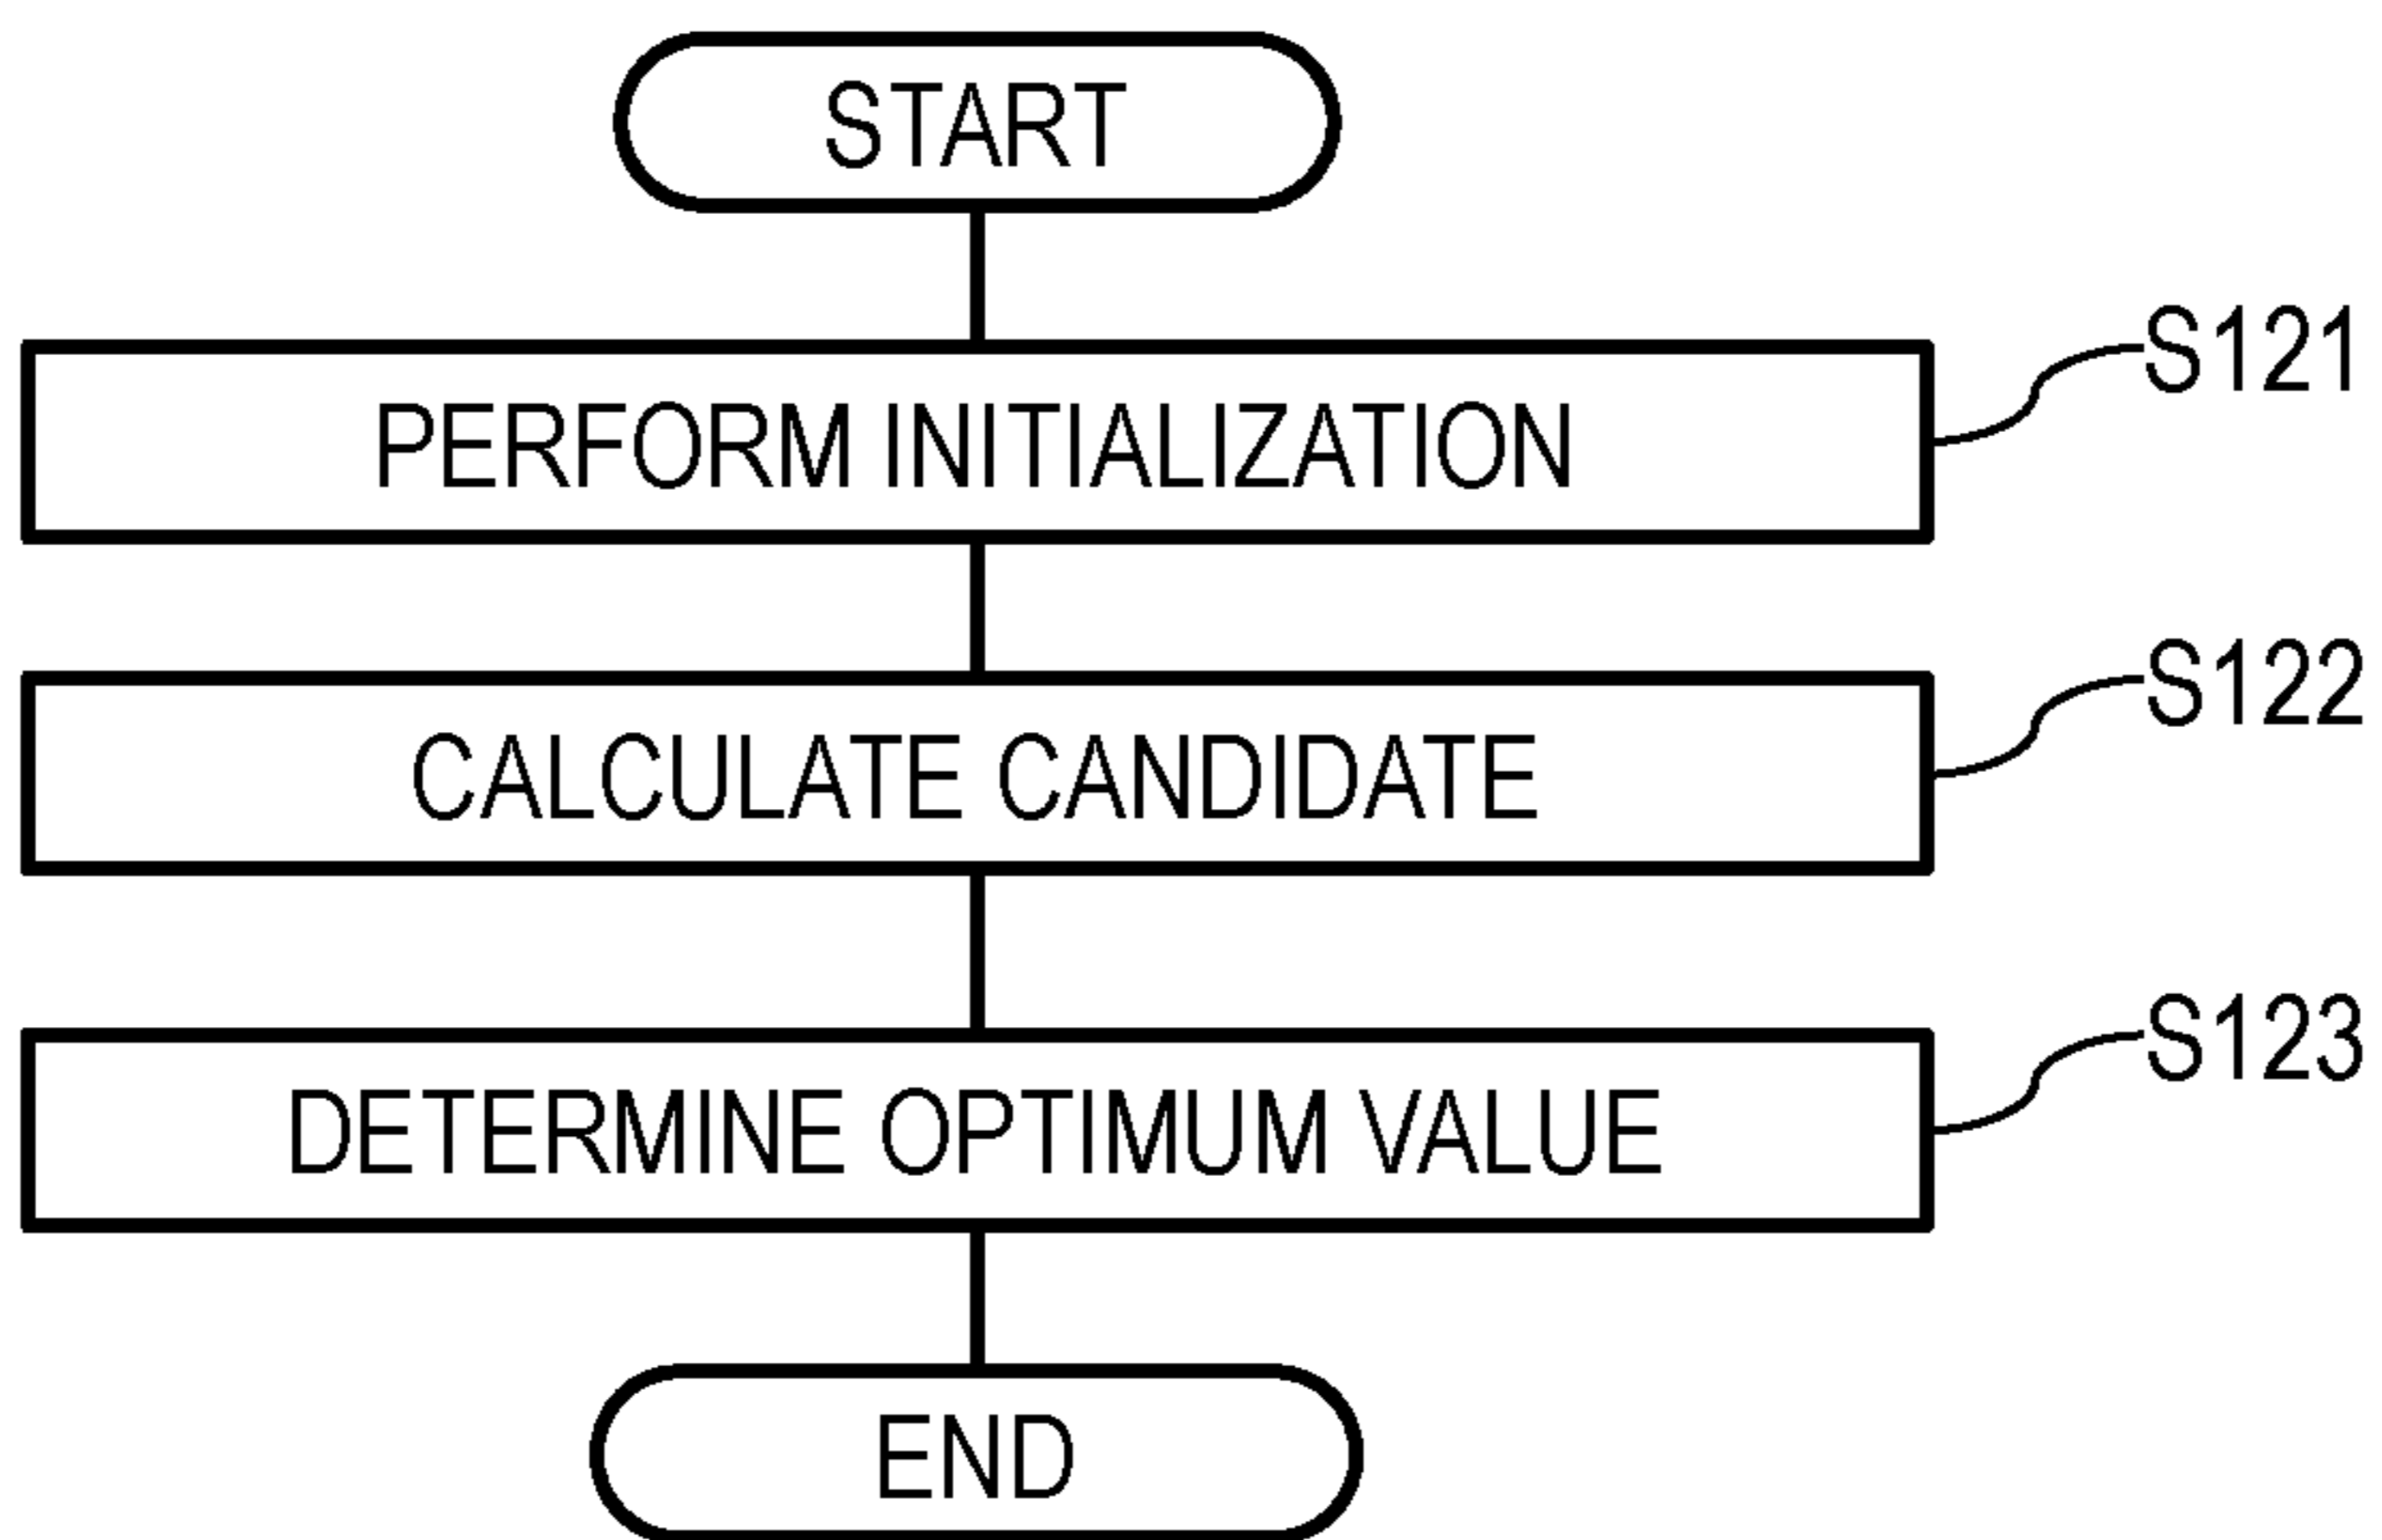 START
PERFORM INITIALIZATION
S121
CALCULATE CANDIDATE
S122
DETERMINE OPTIMUM VALUE
S123
END